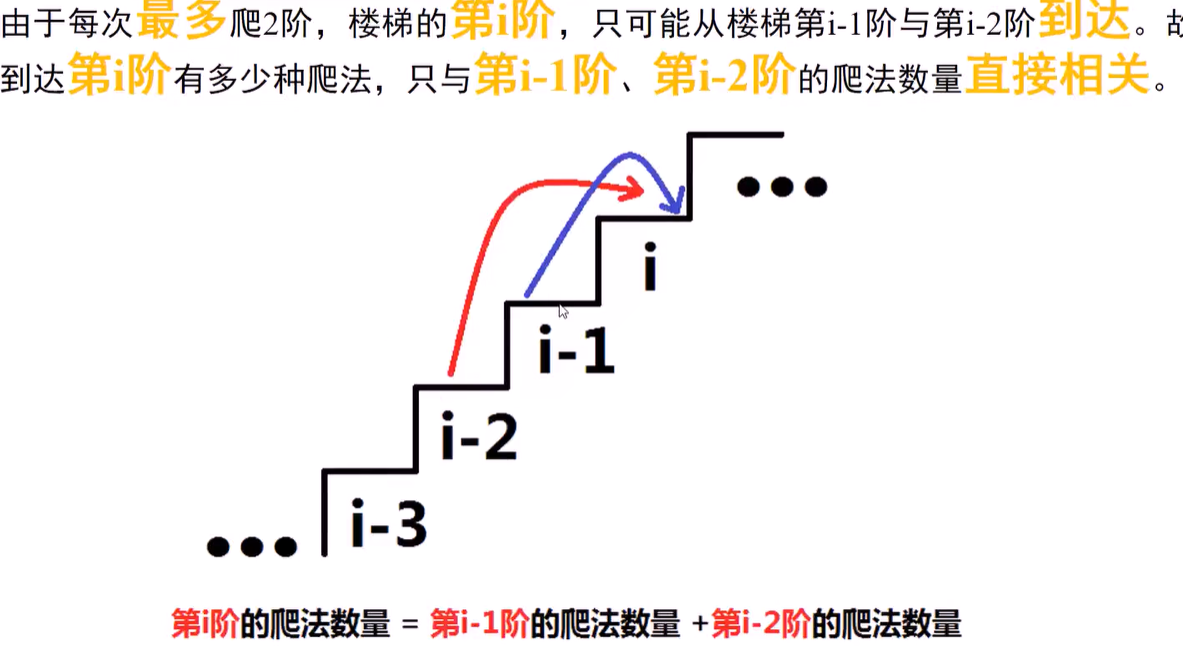 由于每次最多爬2阶，楼梯的第i阶，只可能从楼梯第i-1阶与第i-2阶到达。故
到达第i阶有多少种爬法，只与第i-1阶、第i-2阶的爬法数量直接相关。
i
i-1
i-2
i-3
第i阶的爬法数量 = 第i-1阶的爬法数量 +第i-2阶的爬法数量